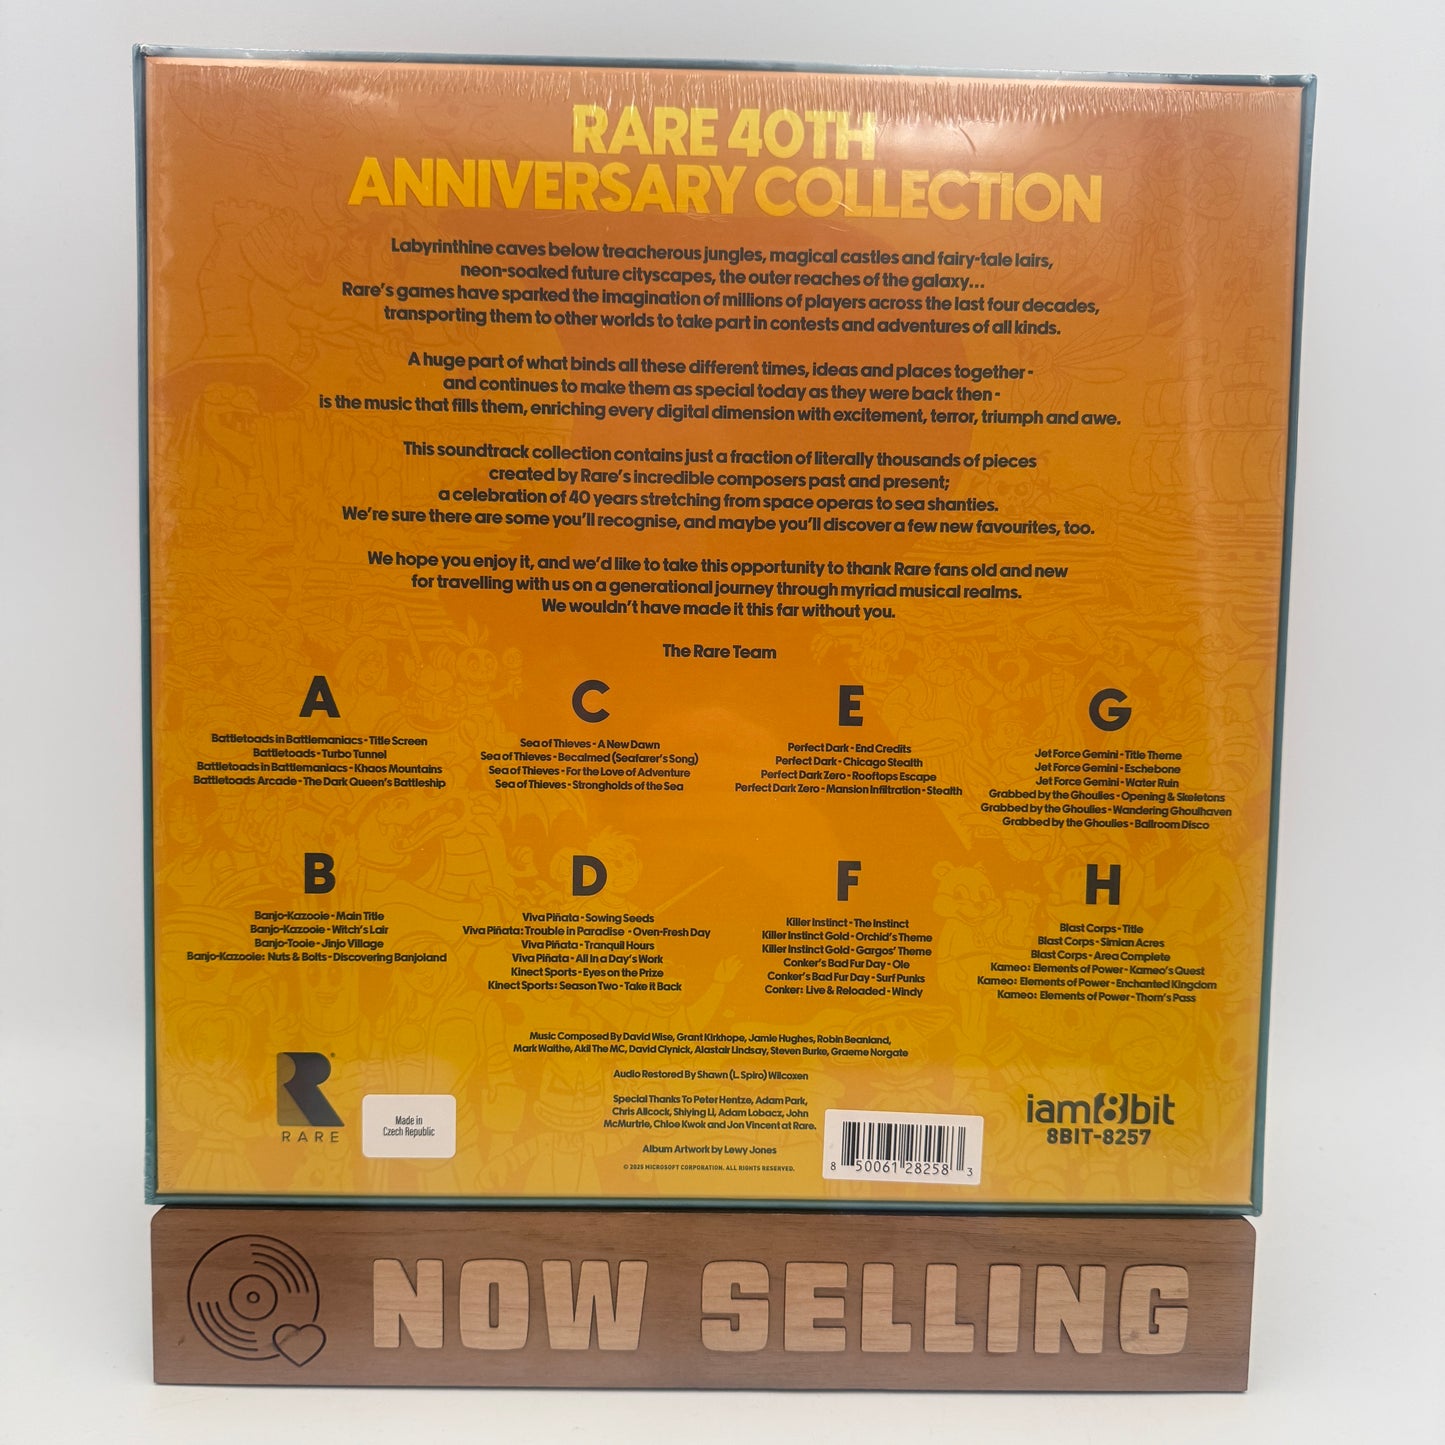 RARE 40TH
ANNIVERSARY COLLECTION
Labyrinthine caves below treacherous jungles, magical castles and fairy-tale lairs,
neon-soaked future cityscapes, the outer reaches of the galaxy...
Rare's games have sparked the imagination of millions of players across the last four decades,
transporting them to other worlds to take part in contests and adventures of all kinds.
A huge part of what binds all these different times, ideas and places together -
and continues to make them as special today as they were back then -
is the music that fills them, enriching every digital dimension with excitement, terror, triumph and awe.
This soundtrack collection contains just a fraction of literally thousands of pieces
created by Rare's incredible composers past and present;
a celebration of 40 years stretching from space operas to sea shanties.
We're sure there are some you'll recognise, and maybe you'll discover a few new favourites, too.
We hope you enjoy it, and we'd like to take this opportunity to thank Rare fans old and new
for travelling with us on a generational journey through myriad musical realms.
We wouldn't have made it this far without you.
The Rare Team
A
Battletoads in Battlemaniacs - Title Screen
Battletoads - Turbo Tunnel
Battletoads in Battlemaniacs - Khaos Mountains
Battletoads Arcade - The Dark Queen's Battleship
C
Sea of Thieves - A New Dawn
Sea of Thieves - Becalmed (Seafarer's Song)
Sea of Thieves - For the Love of Adventure
Sea of Thieves - Strongholds of the Sea
E
Perfect Dark - End Credits
Perfect Dark - Chicago Stealth
Perfect Dark Zero - Rooftops Escape
Perfect Dark Zero - Mansion Infiltration - Stealth
G
Jet Force Gemini - Title Theme
Jet Force Gemini - Eschebone
Jet Force Gemini - Water Ruin
Grabbed by the Ghoulies - Opening & Skeletons
Grabbed by the Ghoulies - Wandering Ghoulhaven
Grabbed by the Ghoulies - Ballroom Disco
B
Banjo-Kazooie - Main Title
Banjo-Kazooie - Witch's Lair
Banjo-Tooie - Jinjo Village
Banjo-Kazooie: Nuts & Bolts - Discovering Banjoland
D
Viva Piñata - Sowing Seeds
Viva Piñata: Trouble in Paradise - Oven-Fresh Day
Viva Piñata - Tranquil Hours
Viva Piñata - All In a Day's Work
Kinect Sports - Eyes on the Prize
Kinect Sports: Season Two - Take it Back
F
Killer Instinct - The Instinct
Killer Instinct Gold - Orchid's Theme
Killer Instinct Gold - Gargos' Theme
Conker's Bad Fur Day - Ole
Conker's Bad Fur Day - Surf Punks
Conker: Live & Reloaded - Windy
H
Blast Corps - Title
Blast Corps - Simian Acres
Blast Corps - Area Complete
Kameo: Elements of Power - Kameo's Quest
Kameo: Elements of Power - Enchanted Kingdom
Kameo: Elements of Power - Thorn's Pass
Music Composed By David Wise, Grant Kirkhope, Jamie Hughes, Robin Beanland,
Mark Waithe, Akil The MC, David Clynick, Alastair Lindsay, Steven Burke, Graeme Norgate
Audio Restored By Shawn (L. Spiro) Wilcoxen
Special Thanks To Peter Hentze, Adam Park,
Chris Allcock, Shiying Li, Adam Lobacz, John
McMurtrie, Chloe Kwok and Jon Vincent at Rare.
Album Artwork by Lewy Jones
© 2025 MICROSOFT CORPORATION. ALL RIGHTS RESERVED.
R
RARE
Made in
Czech Republic
8 50061 28258 3
iam8bit
8BIT-8257
NOW SELLING